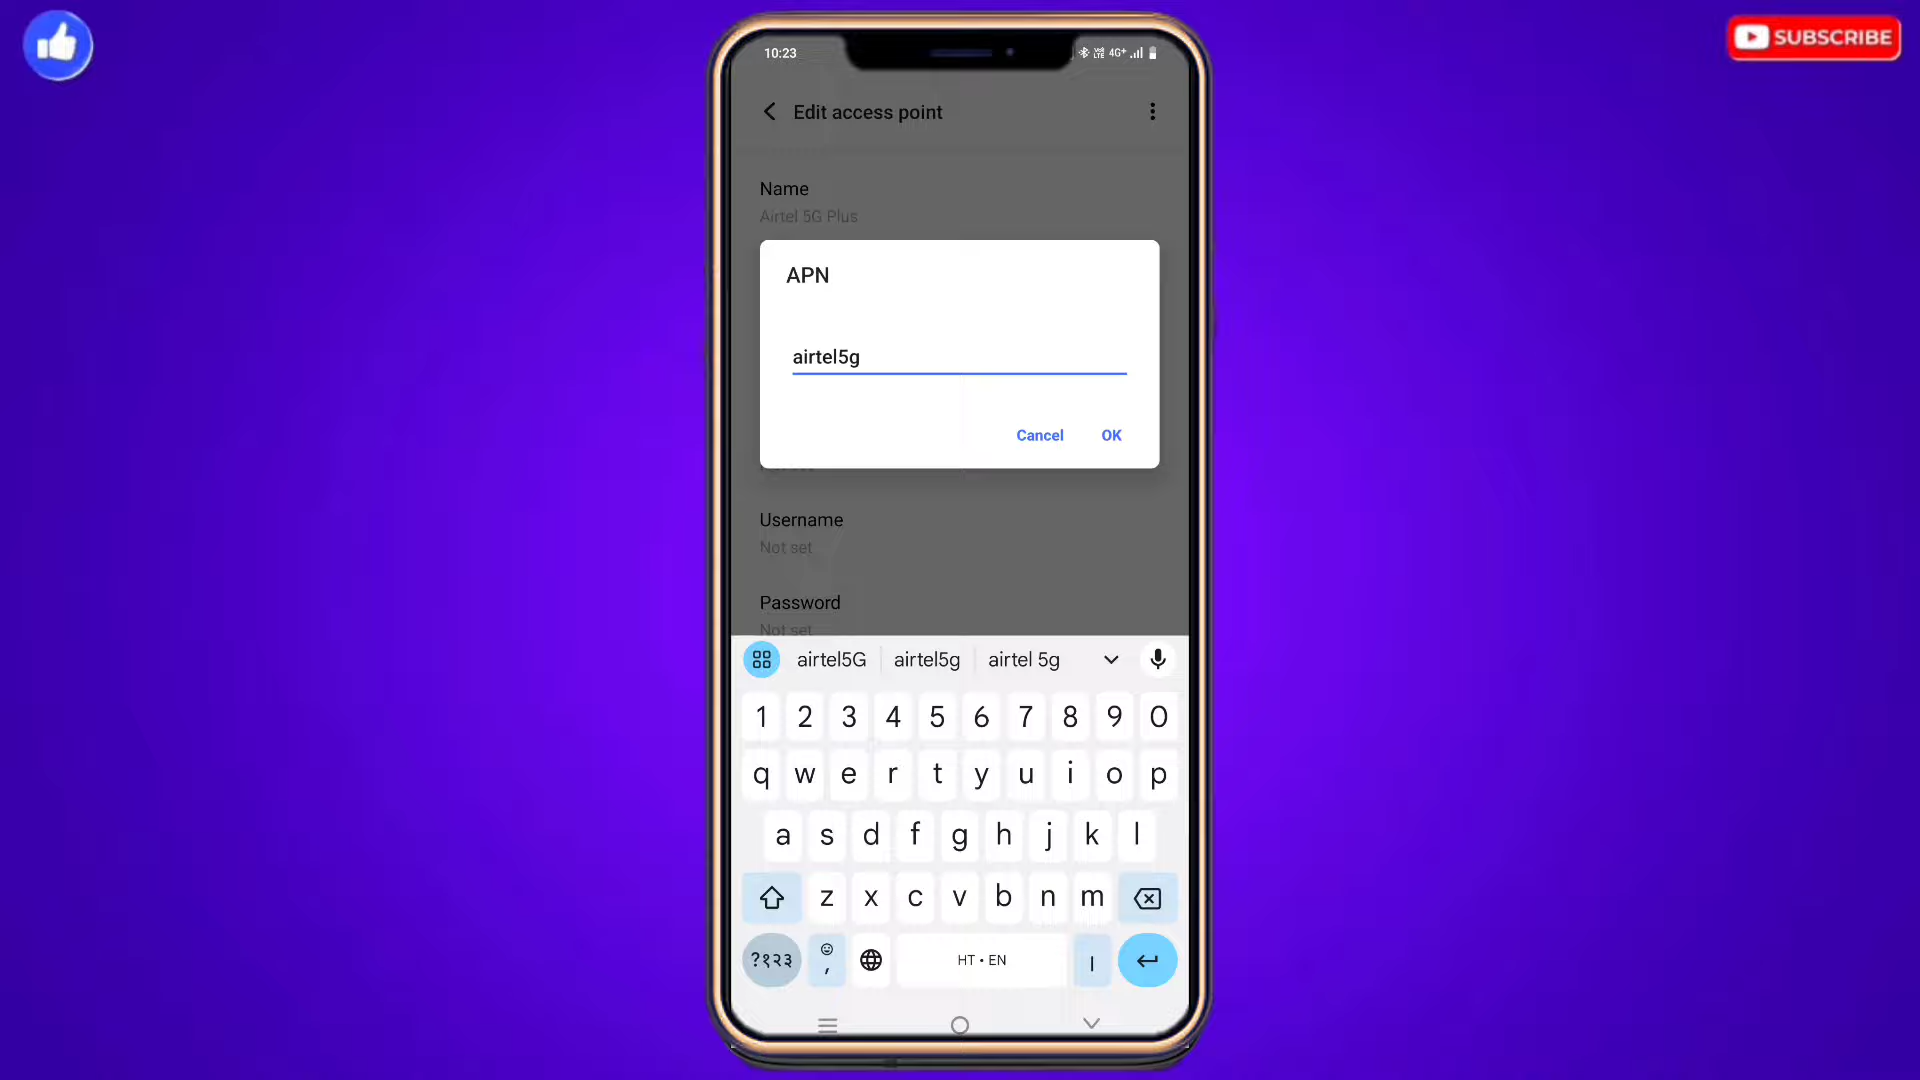 SUBSCRIBE
10:23
4G+
Edit access point
Name
Airtel 5G Plus
APN
airtel5g
Cancel OK
Username
Not set
Password
Not set
airtel5G airtel5g airtel 5g
1 2 3 4 5 6 7 8 9 0
q w e r t y u i o p
a s d f g h j k l
z x c v b n m
?१२३ , HT • EN ।